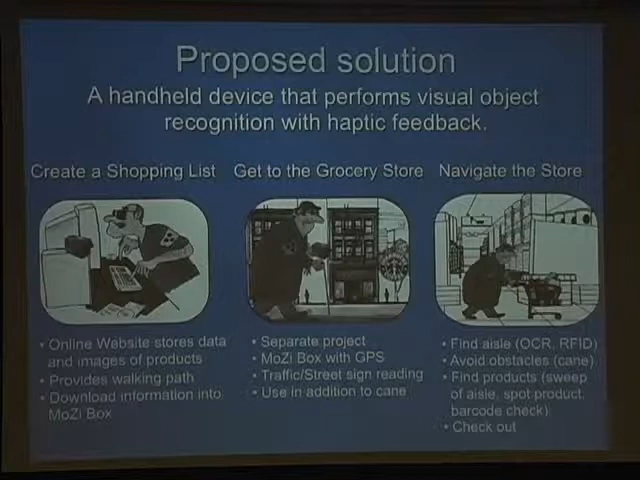 Proposed solution
A handheld device that performs visual object
recognition with haptic feedback.
Create a Shopping List
• Online Website stores data
and images of products
• Provides walking path
• Download information into
MoZi Box
Get to the Grocery Store
• Separate project
• MoZi Box with GPS
• Traffic/Street sign reading
• Use in addition to cane
Navigate the Store
• Find aisle (OCR, RFID)
• Avoid obstacles (cane)
• Find products (sweep
of aisle, spot product,
barcode check)
• Check out